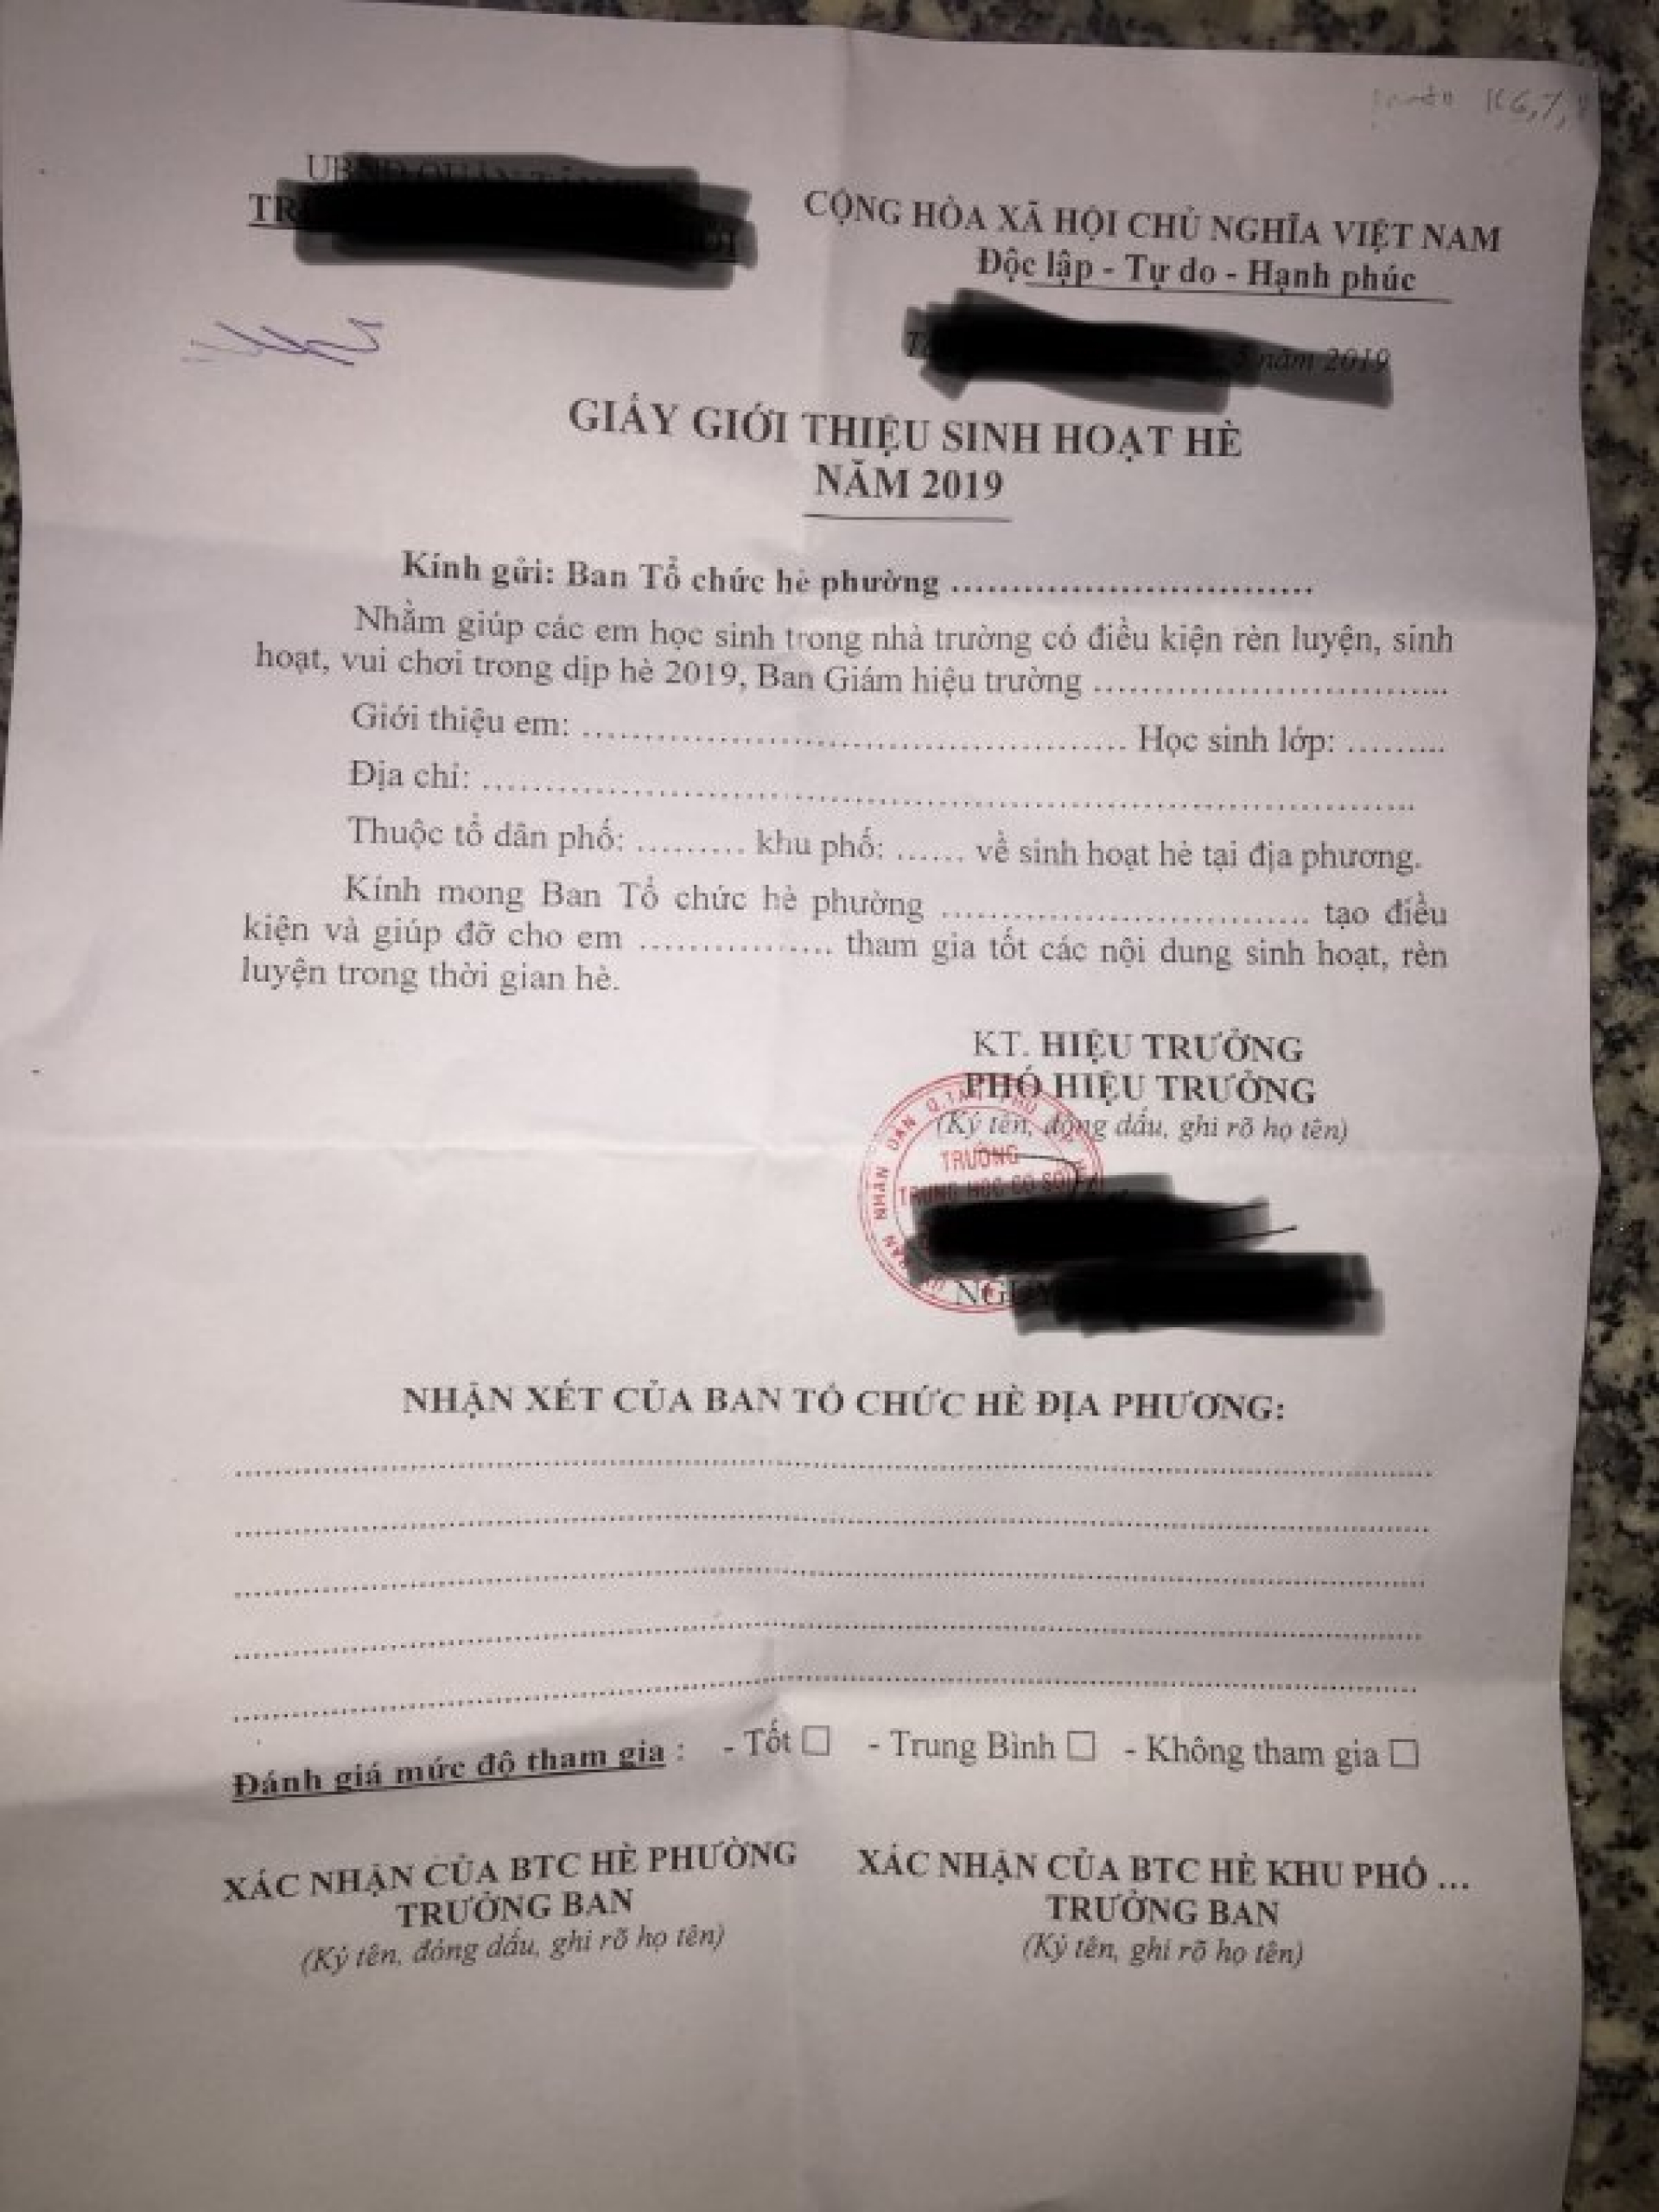 CỘNG HÒA XÃ HỘI CHỦ NGHĨA VIỆT NAM
Độc lập - Tự do - Hạnh phúc
năm 2019
GIẤY GIỚI THIỆU SINH HOẠT HÈ
NĂM 2019
Kính gửi: Ban Tổ chức hè phường ..............................
Nhằm giúp các em học sinh trong nhà trường có điều kiện rèn luyện, sinh
hoạt, vui chơi trong dịp hè 2019, Ban Giám hiệu trường ..............................
Giới thiệu em: .............................................. Học sinh lớp: .........
Địa chỉ: ................................................................................
Thuộc tổ dân phố: ......... khu phố: ...... về sinh hoạt hè tại địa phương.
Kính mong Ban Tổ chức hè phường .............................. tạo điều
kiện và giúp đỡ cho em ................ tham gia tốt các nội dung sinh hoạt, rèn
luyện trong thời gian hè.
KT. HIỆU TRƯỞNG
PHÓ HIỆU TRƯỞNG
(Ký tên, đóng dấu, ghi rõ họ tên)
TRƯỜNG
TRUNG HỌC CƠ SỞ
NHẬN XÉT CỦA BAN TỔ CHỨC HÈ ĐỊA PHƯƠNG:
Đánh giá mức độ tham gia : - Tốt □ - Trung Bình □ - Không tham gia □
XÁC NHẬN CỦA BTC HÈ PHƯỜNG
TRƯỞNG BAN
(Ký tên, đóng dấu, ghi rõ họ tên)
XÁC NHẬN CỦA BTC HÈ KHU PHỐ ...
TRƯỞNG BAN
(Ký tên, ghi rõ họ tên)